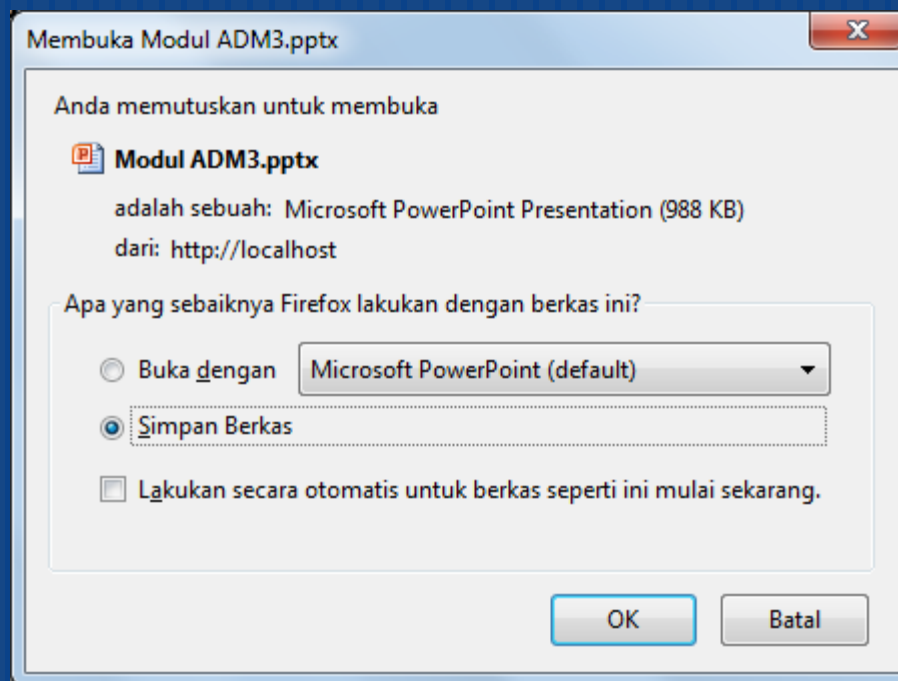 Membuka Modul ADM3.pptx
Anda memutuskan untuk membuka
Modul ADM3.pptx
adalah sebuah: Microsoft PowerPoint Presentation (988 KB)
dari: http://localhost
Apa yang sebaiknya Firefox lakukan dengan berkas ini?
Buka dengan Microsoft PowerPoint (default)
Simpan Berkas
Lakukan secara otomatis untuk berkas seperti ini mulai sekarang.
OK Batal